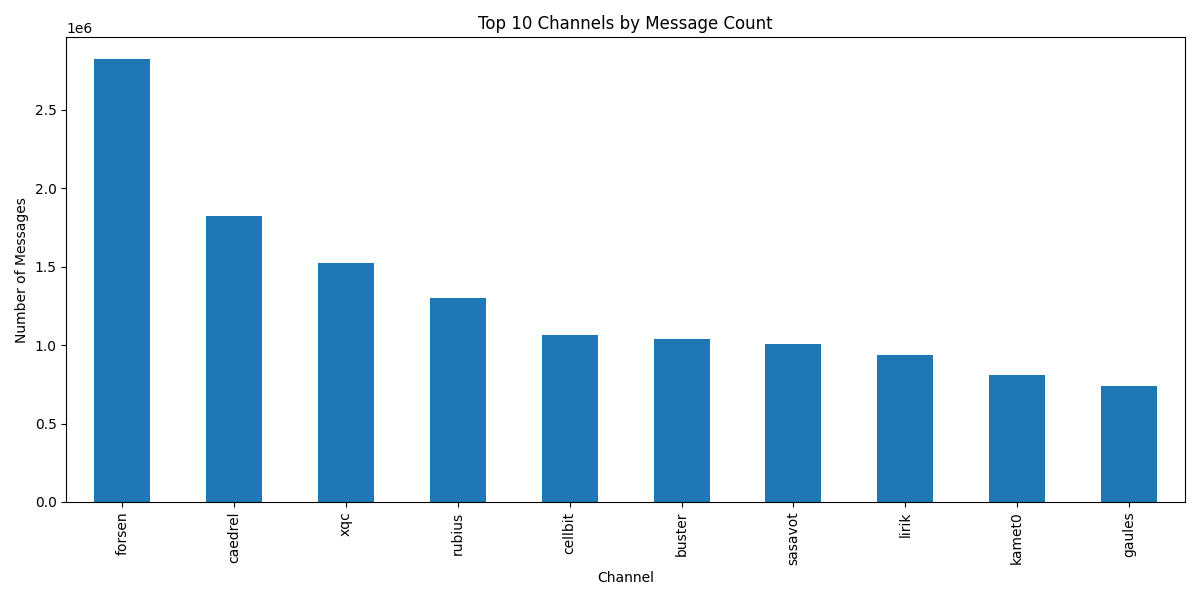 Top 10 Channels by Message Count
1e6
2.5
2.0
1.5
1.0
0.5
0.0
Number of Messages
forsen
caedrel
xqc
rubius
cellbit
buster
sasavot
lirik
kamet0
gaules
Channel